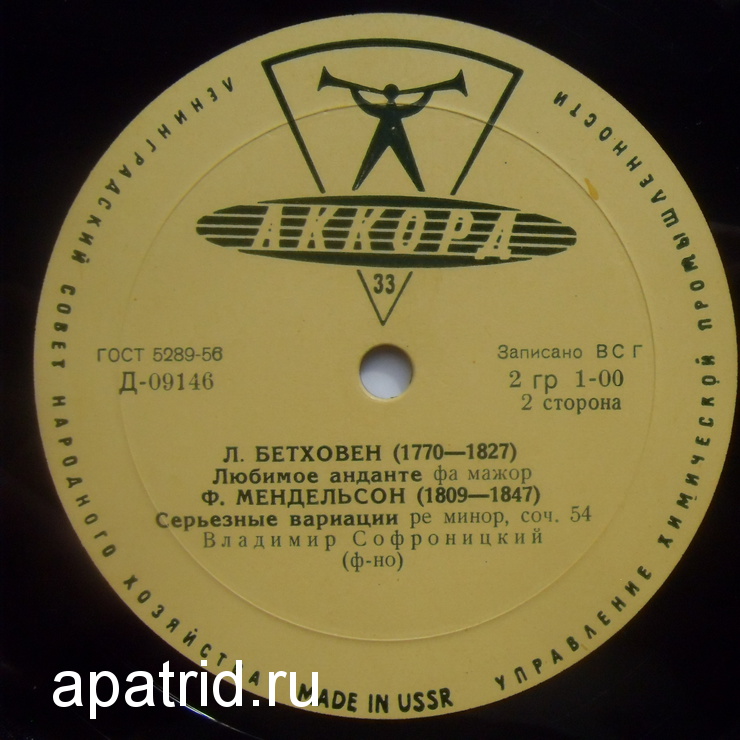 ЛЕНИНГРАДСКИЙ СОВЕТ НАРОДНОГО ХОЗЯЙСТВА
УПРАВЛЕНИЕ ХИМИЧЕСКОЙ ПРОМЫШЛЕННОСТИ
АККОРД
33
ГОСТ 5289-56
Д-09146
Записано ВСГ
2 гр 1-00
2 сторона
Л. БЕТХОВЕН (1770—1827)
Любимое анданте фа мажор
Ф. МЕНДЕЛЬСОН (1809—1847)
Серьезные вариации ре минор, соч. 54
Владимир Софроницкий
(ф-но)
MADE IN USSR
apatrid.ru